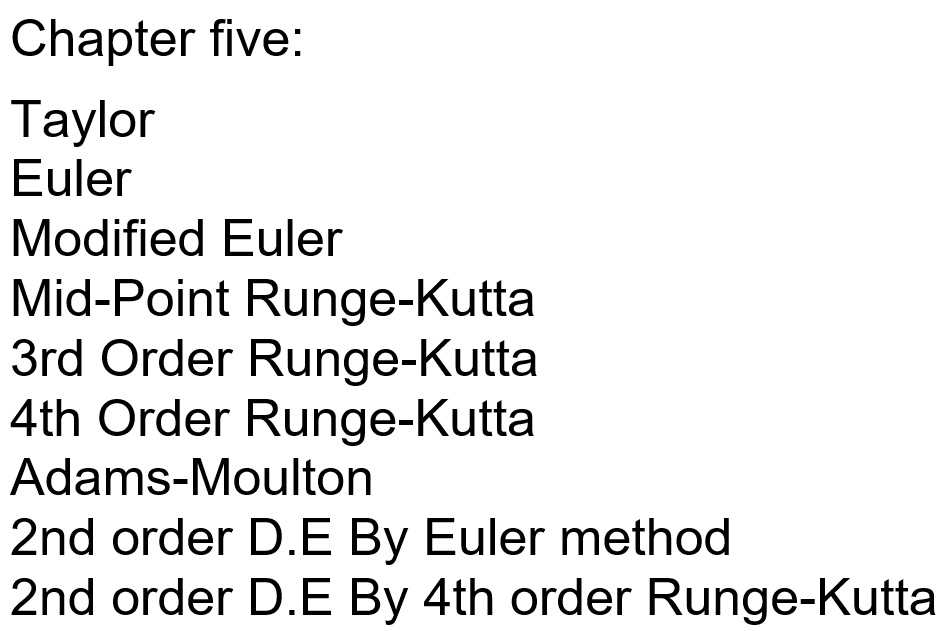 Chapter five:
Taylor
Euler
Modified Euler
Mid-Point Runge-Kutta
3rd Order Runge-Kutta
4th Order Runge-Kutta
Adams-Moulton
2nd order D.E By Euler method
2nd order D.E By 4th order Runge-Kutta